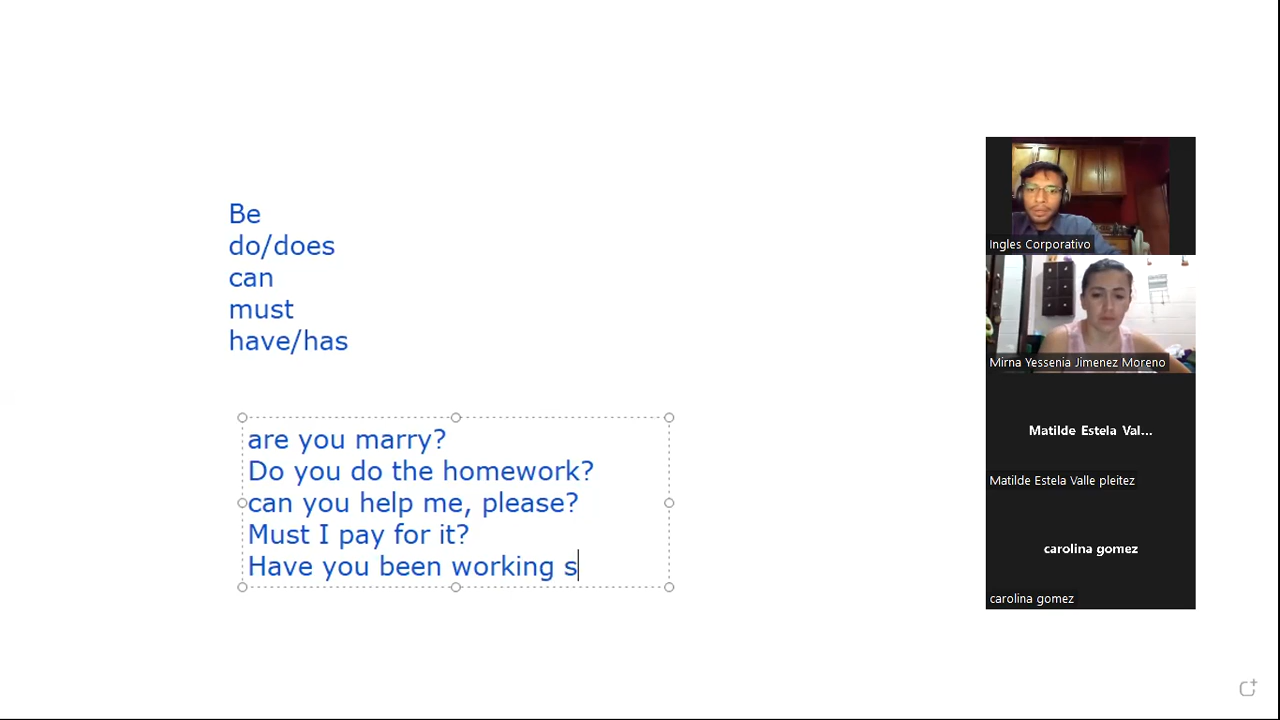 Be
do/does
can
must
have/has
are you marry?
Do you do the homework?
can you help me, please?
Must I pay for it?
Have you been working s
Ingles Corporativo
Mirna Yessenia Jimenez Moreno
Matilde Estela Val...
Matilde Estela Valle pleitez
carolina gomez
carolina gomez